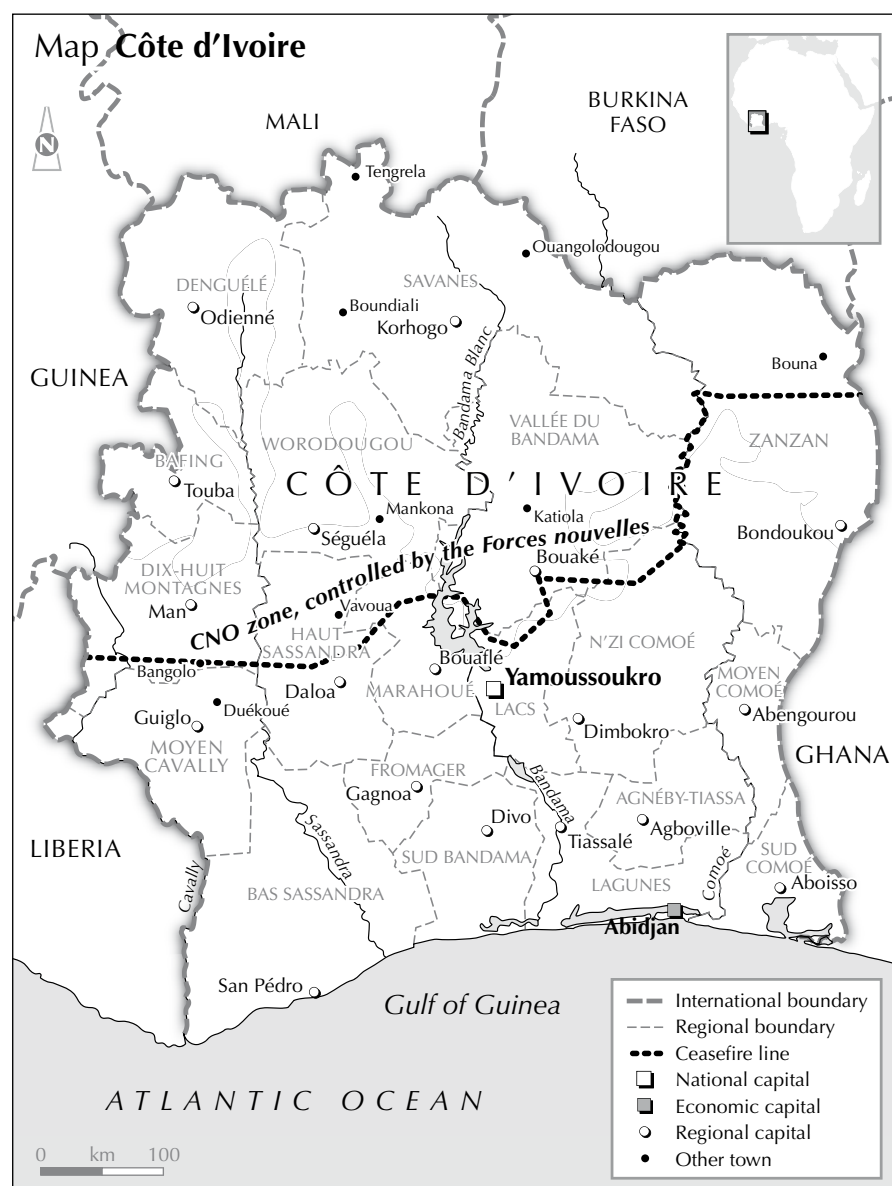 Map Côte d'Ivoire
N
MALI
BURKINA
FASO
Tengrela
Ouangolodougou
DENGUÉLÉ
SAVANES
Odienné
Boundiali
Korhogo
Bandama Blanc
GUINEA
Bouna
VALLÉE DU
BANDAMA
ZANZAN
WORODOUGOU
BAFING
Touba
CÔTE D'IVOIRE
Mankona
Katiola
Séguéla
Bondoukou
Bouaké
CNO zone, controlled by the Forces nouvelles
DIX-HUIT
MONTAGNES
Man
Vavoua
HAUT
SASSANDRA
N'ZI COMOÉ
Bouaflé
Bangolo
Daloa
MARAHOUÉ
Yamoussoukro
LACS
MOYEN
COMOÉ
Abengourou
Duékoué
Guiglo
Dimbokro
MOYEN
CAVALLY
GHANA
FROMAGER
Gagnoa
Bandama
AGNÉBY-TIASSA
Divo
Tiassalé
Agboville
LIBERIA
Sassandra
SUD BANDAMA
SUD
COMOÉ
Comoé
Aboisso
Cavally
BAS SASSANDRA
LAGUNES
Abidjan
San Pédro
Gulf of Guinea
ATLANTIC OCEAN
International boundary
Regional boundary
Ceasefire line
National capital
Economic capital
Regional capital
Other town
0 km 100